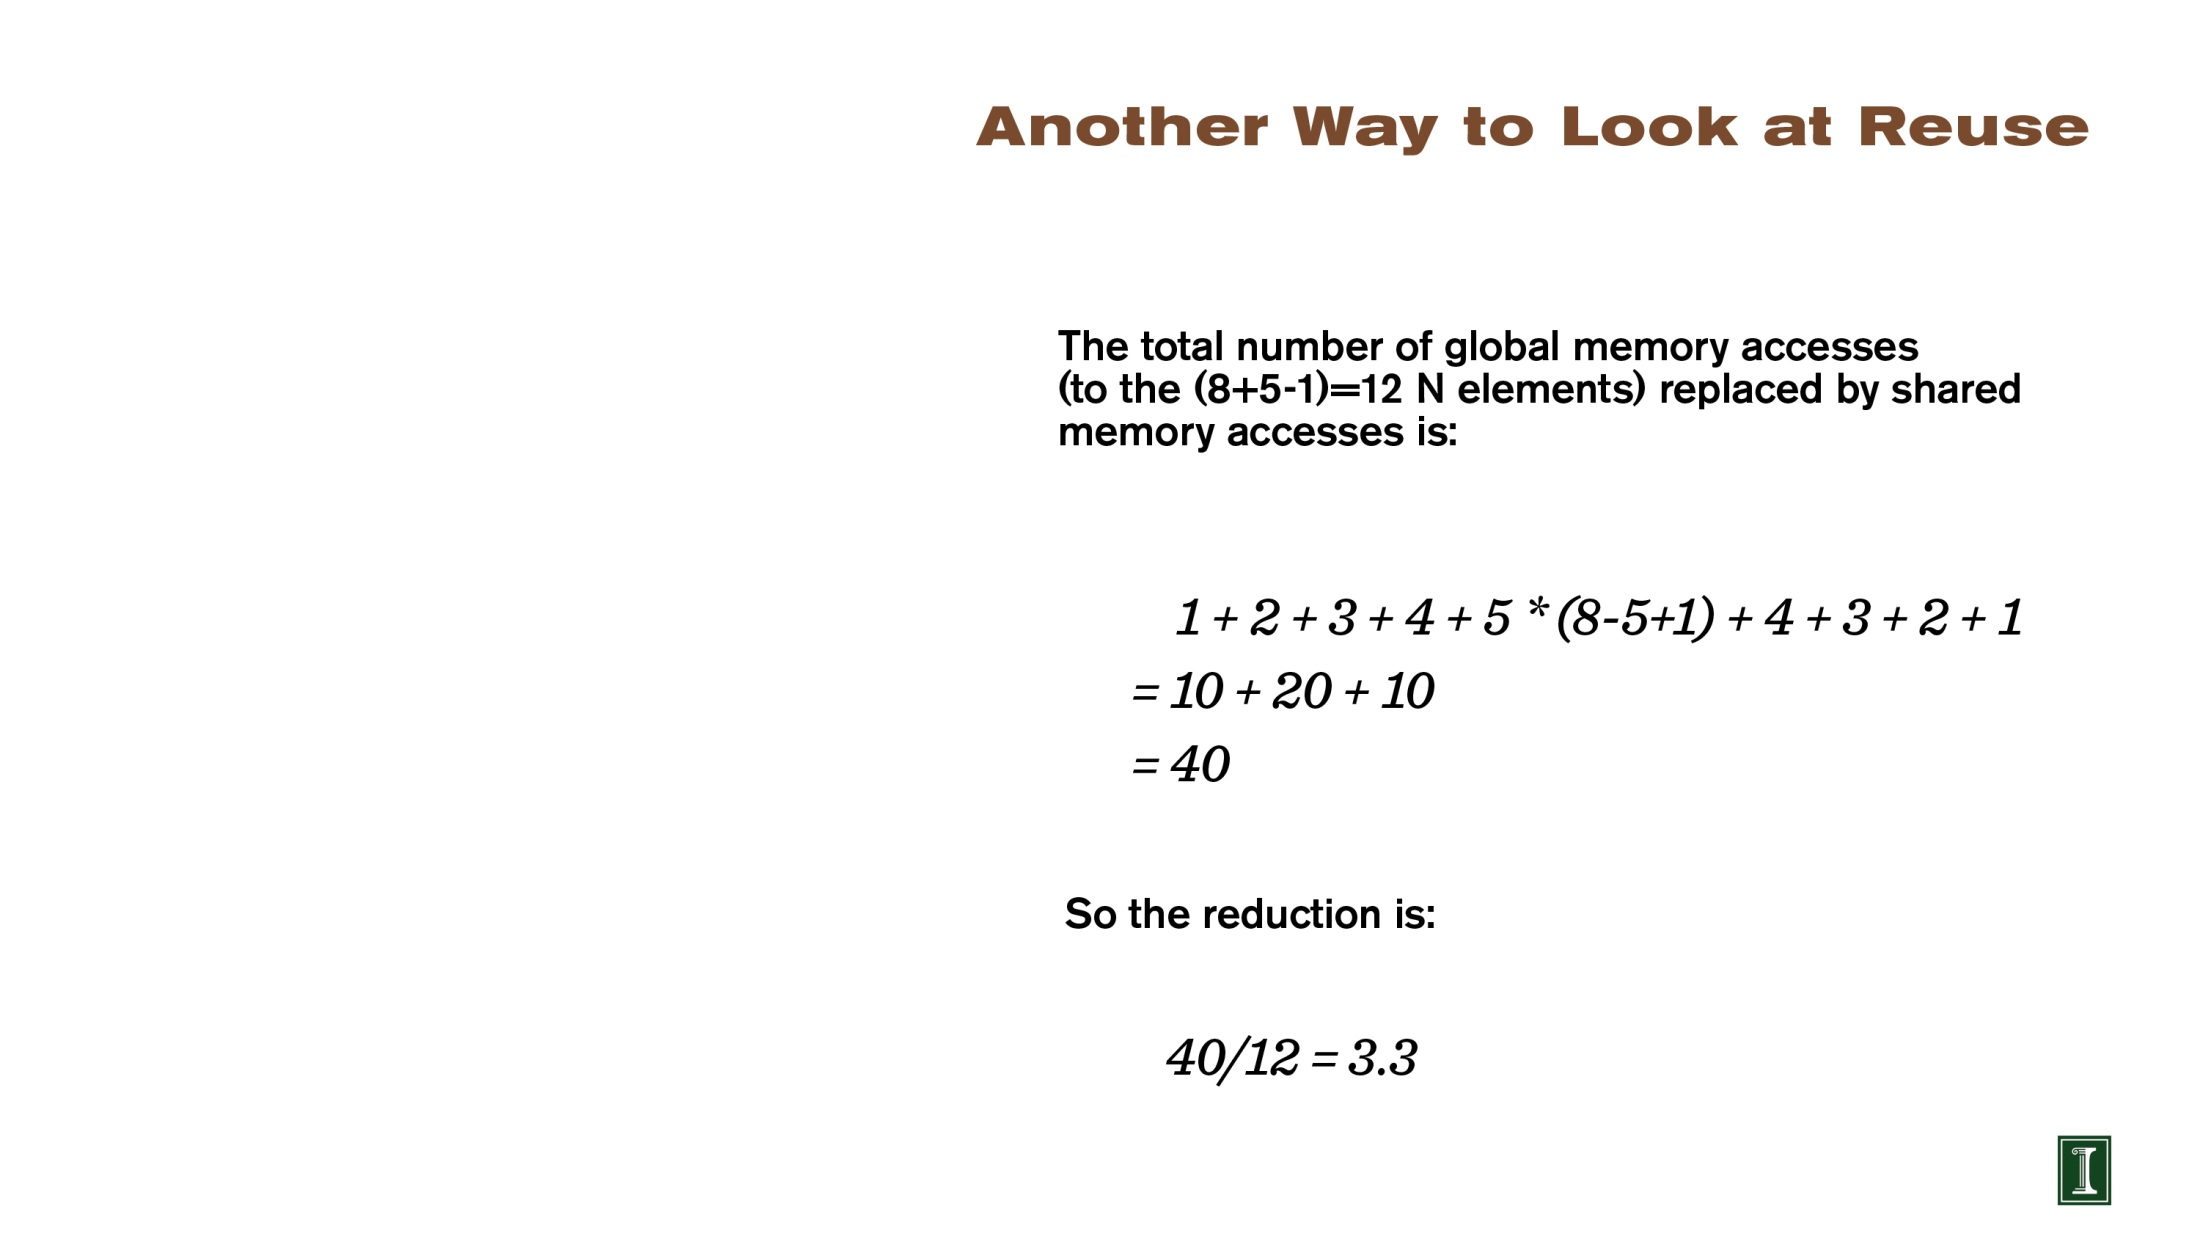 Another Way to Look at Reuse
The total number of global memory accesses
(to the (8+5-1)=12 N elements) replaced by shared
memory accesses is:
1 + 2 + 3 + 4 + 5 * (8-5+1) + 4 + 3 + 2 + 1
= 10 + 20 + 10
= 40
So the reduction is:
40/12 = 3.3
I